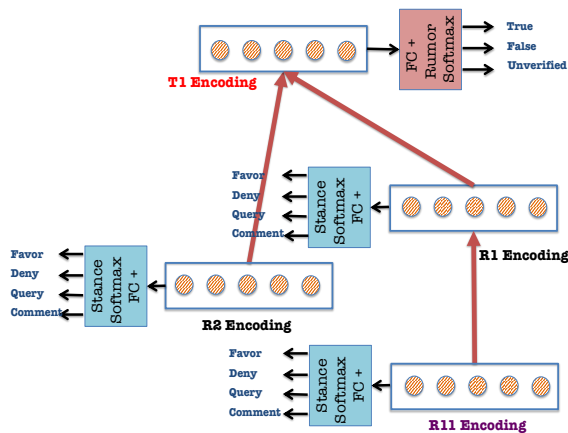 FC +
Rumor
Softmax
True
False
Unverified
T1 Encoding
Favor
Deny
Query
Comment
Stance
Softmax
FC +
R1 Encoding
Favor
Deny
Query
Comment
Stance
Softmax
FC +
R2 Encoding
Favor
Deny
Query
Comment
Stance
Softmax
FC +
R11 Encoding